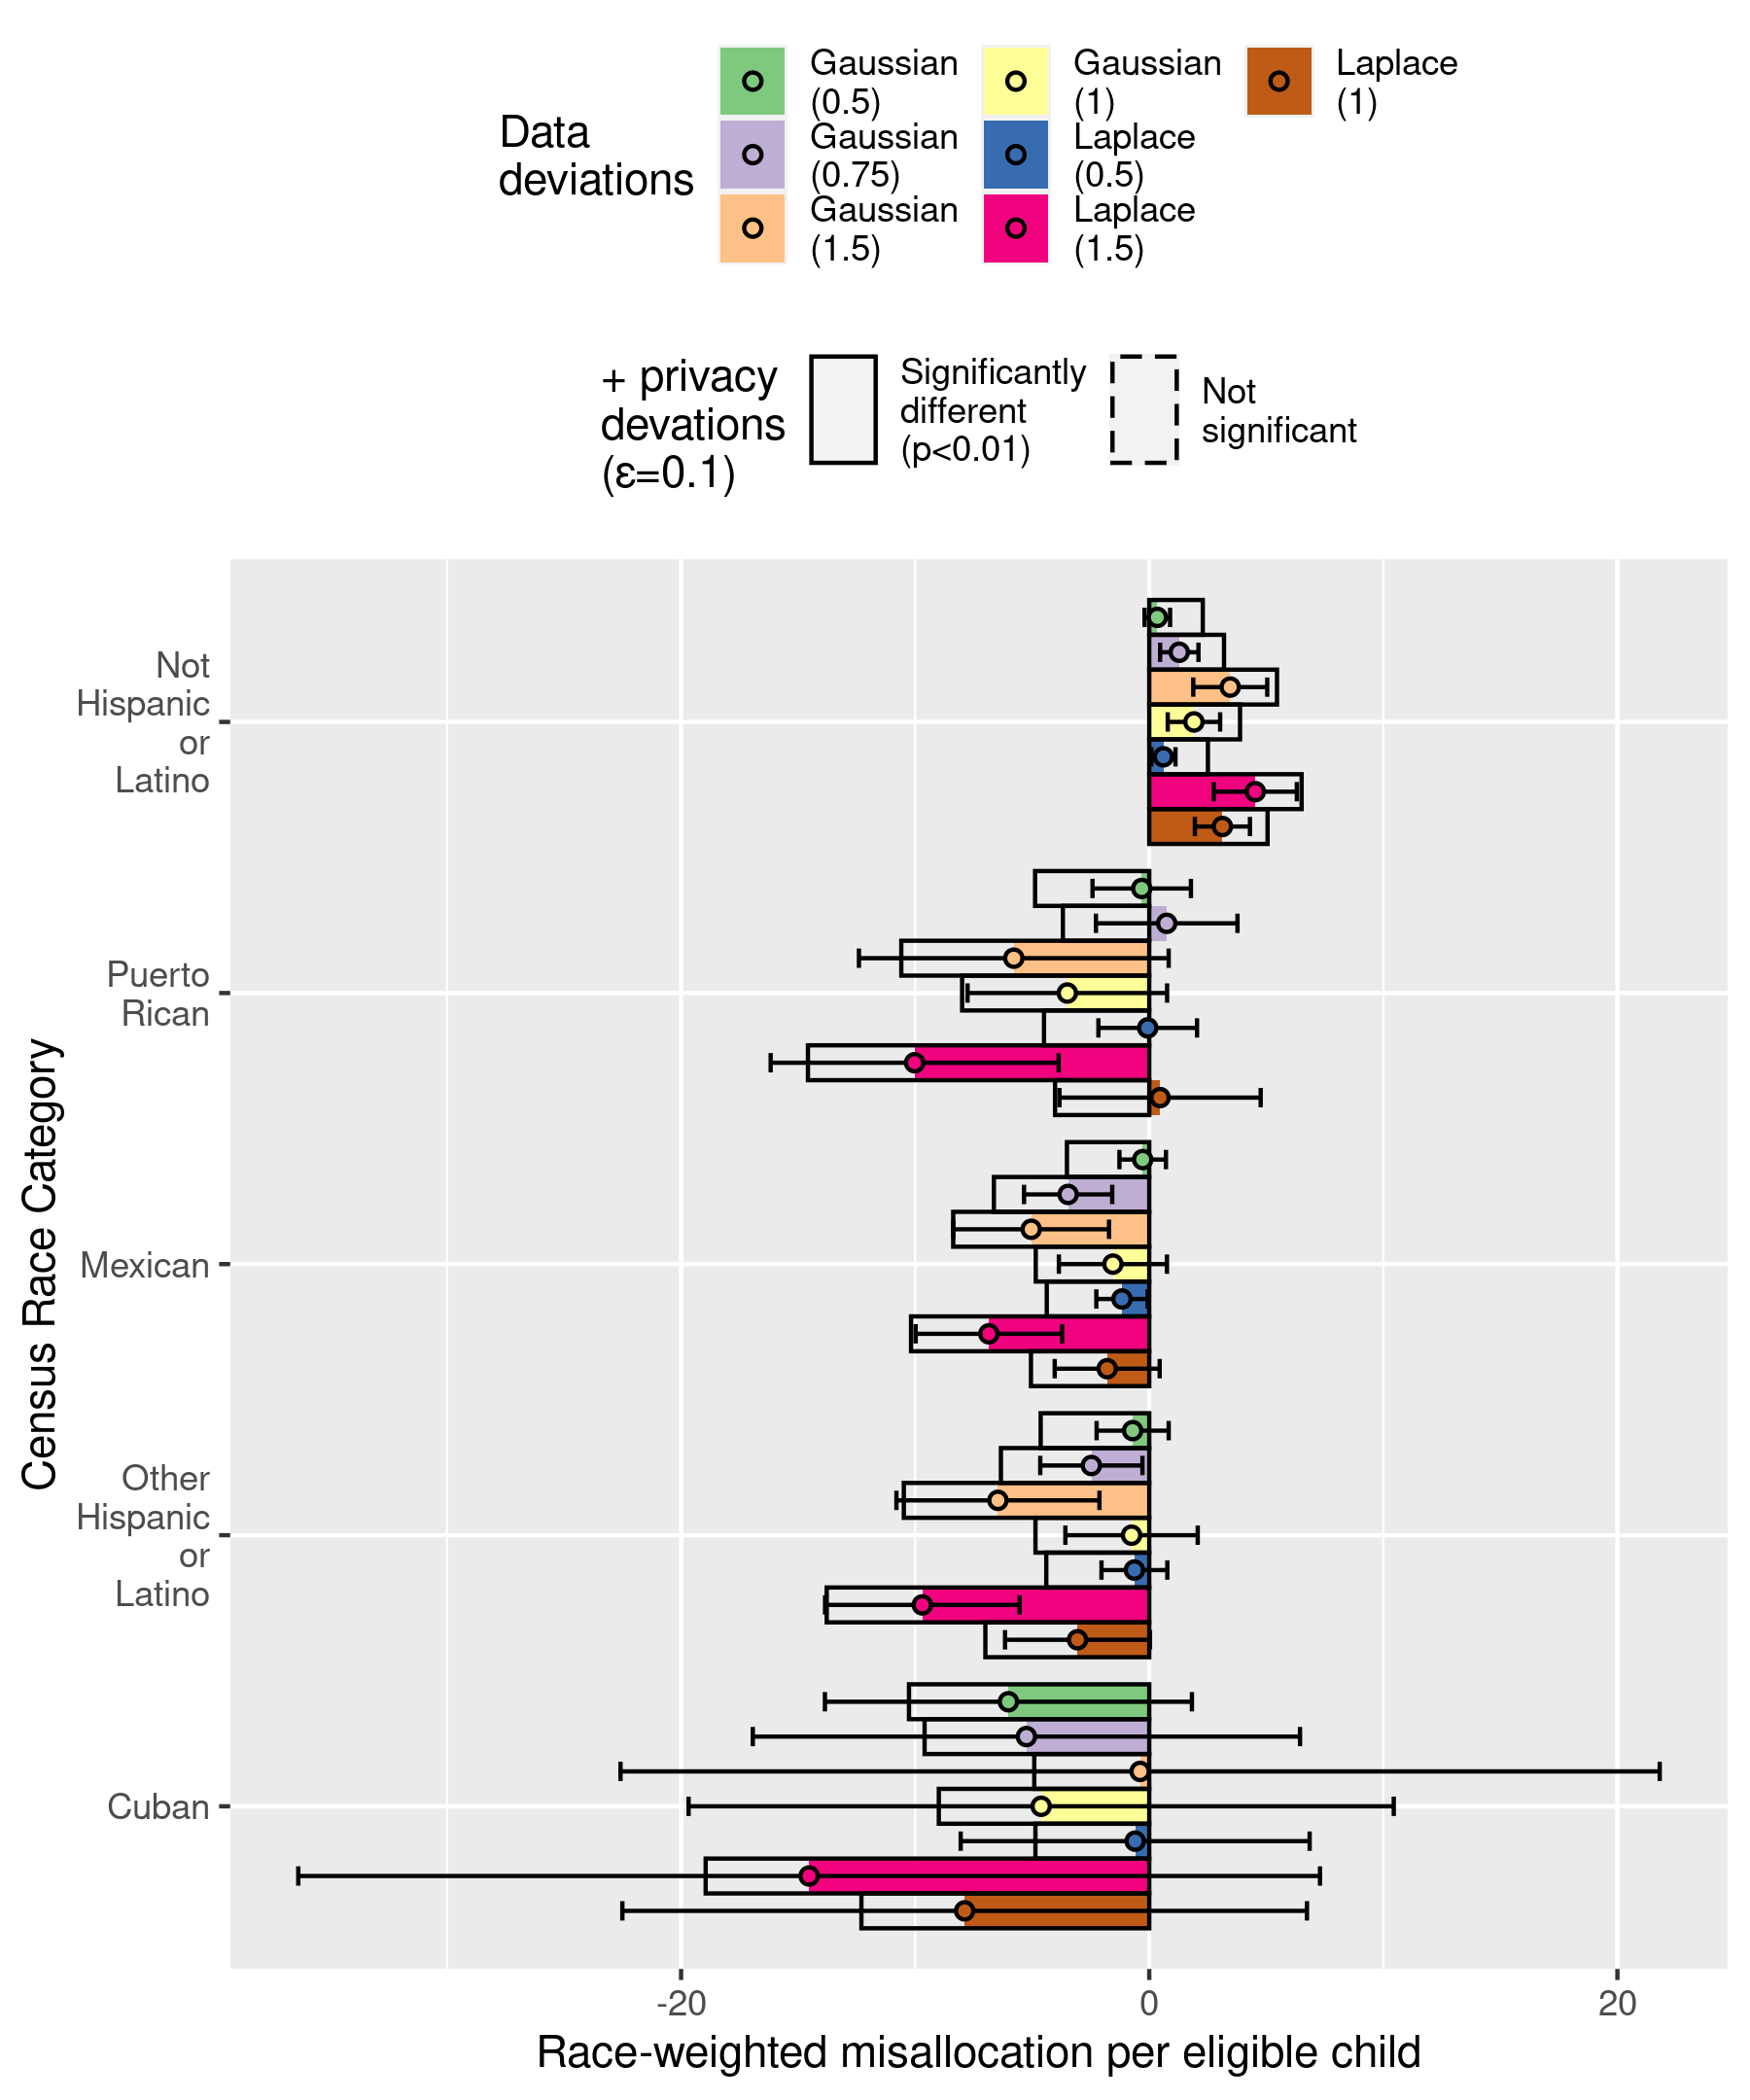 Data
deviations
Gaussian
(0.5)
Gaussian
(0.75)
Gaussian
(1.5)
Gaussian
(1)
Laplace
(0.5)
Laplace
(1.5)
Laplace
(1)
+ privacy
devations
(ε=0.1)
Significantly
different
(p<0.01)
Not
significant
Census Race Category
Not
Hispanic
or
Latino
Puerto
Rican
Mexican
Other
Hispanic
or
Latino
Cuban
-20
0
20
Race-weighted misallocation per eligible child